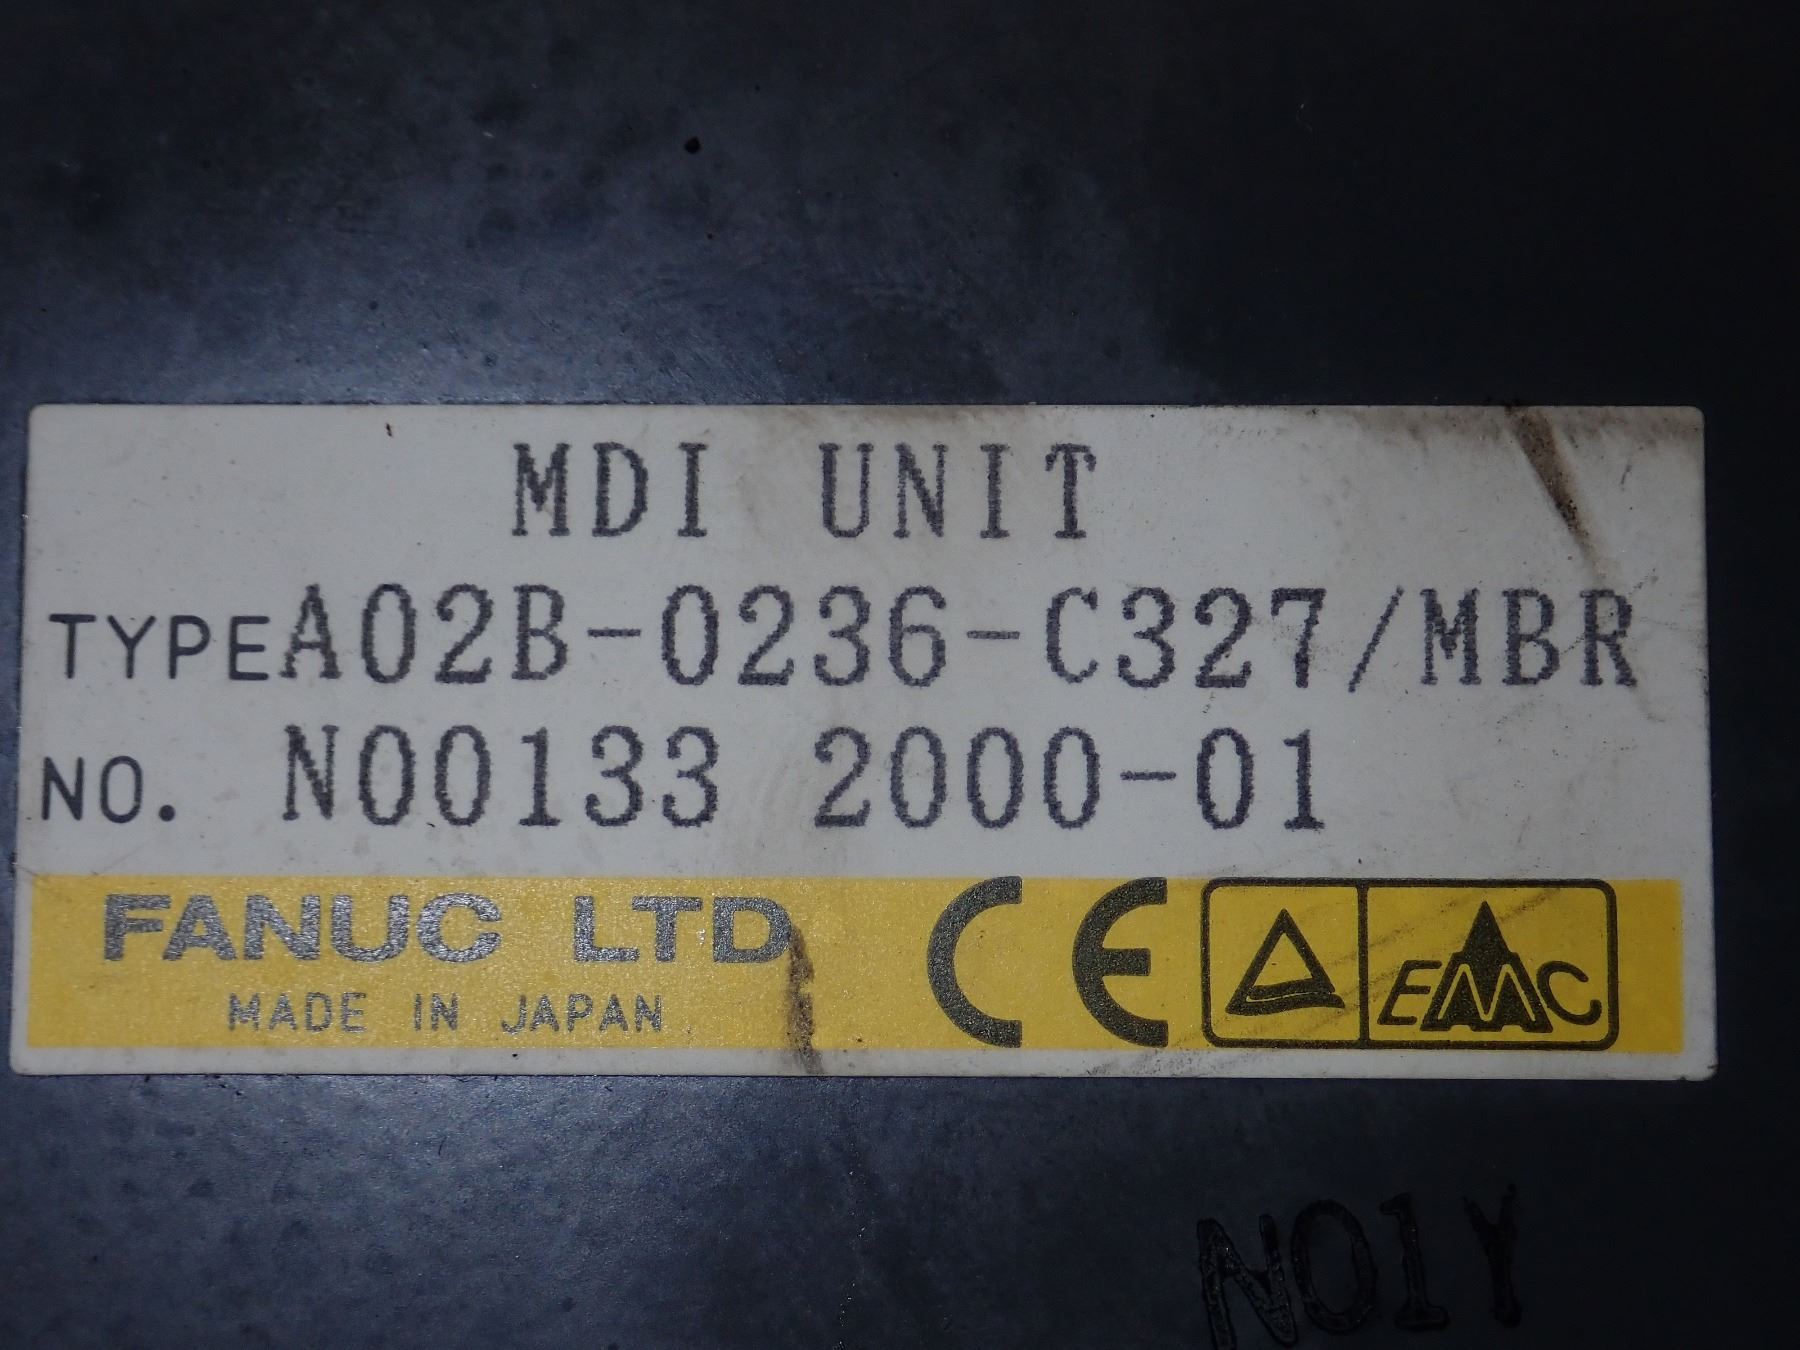 MDI UNIT
TYPE A02B-0236-C327/MBR
NO. N00133 2000-01
FANUC LTD CE EMC
MADE IN JAPAN
N01Y